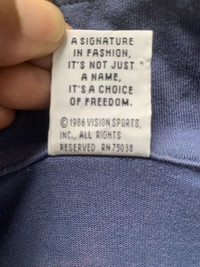 A SIGNATURE
IN FASHION,
IT'S NOT JUST
A NAME,
IT'S A CHOICE
OF FREEDOM.
©1986 VISION SPORTS,
INC., ALL RIGHTS
RESERVED RN 75038